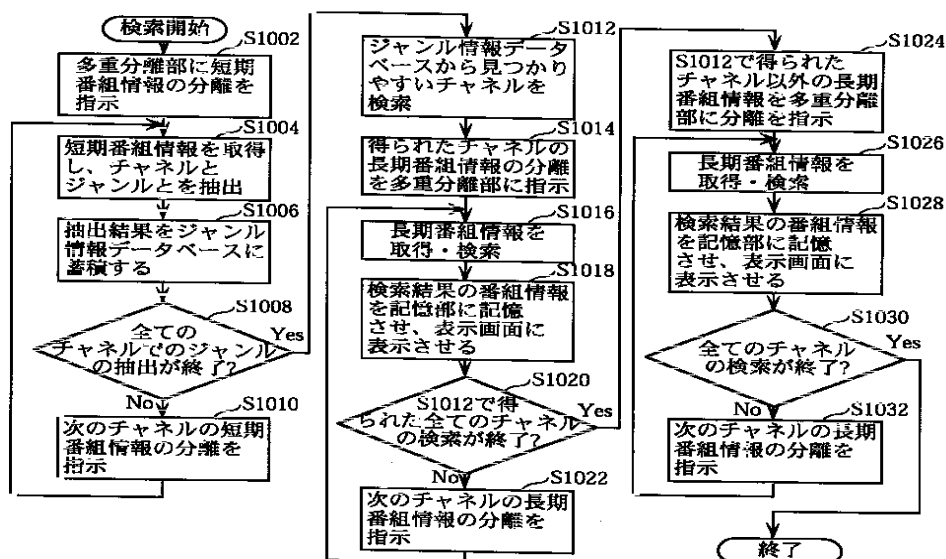 検索開始
S1002
多重分離部に短期
番組情報の分離を
指示
S1004
短期番組情報を取得
し、チャネルと
ジャンルとを抽出
S1006
抽出結果をジャンル
情報データベースに
蓄積する
S1008
全ての
チャネルでのジャンル
の抽出が終了?
Yes
No
S1010
次のチャネルの短期
番組情報の分離を
指示
S1012
ジャンル情報データ
ベースから見つかり
やすいチャネルを
検索
S1014
得られたチャネルの
長期番組情報の分離
を多重分離部に指示
S1016
長期番組情報を
取得・検索
S1018
検索結果の番組情報
を記憶部に記憶
させ、表示画面に
表示させる
S1020
S1012で得
られた全てのチャネル
の検索が終了?
Yes
No
S1022
次のチャネルの長期
番組情報の分離を
指示
S1024
S1012で得られた
チャネル以外の長期
番組情報を多重分離
部に分離を指示
S1026
長期番組情報を
取得・検索
S1028
検索結果の番組情報
を記憶部に記憶
させ、表示画面に
表示させる
S1030
全てのチャネル
の検索が終了?
Yes
No
S1032
次のチャネルの長期
番組情報の分離を
指示
終了